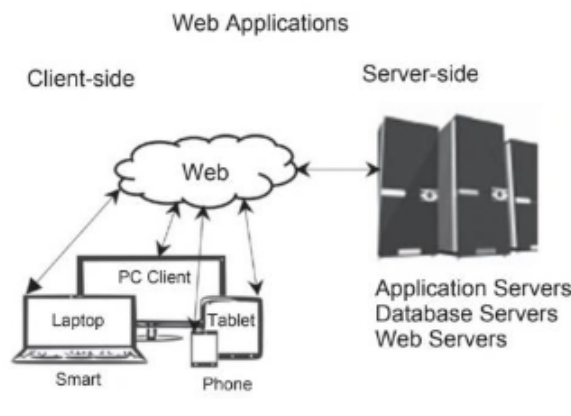 Web Applications
Client-side
Server-side
Web
PC Client
Laptop
Tablet
Smart
Phone
Application Servers
Database Servers
Web Servers